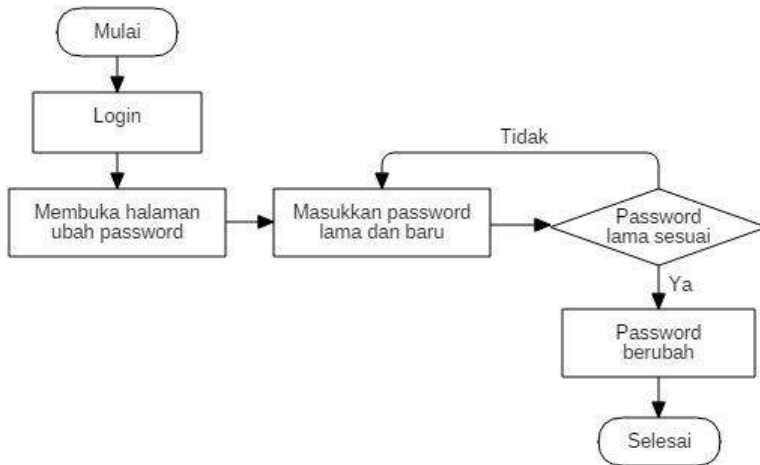 Mulai
Login
Membuka halaman
ubah password
Masukkan password
lama dan baru
Tidak
Password
lama sesuai
Ya
Password
berubah
Selesai